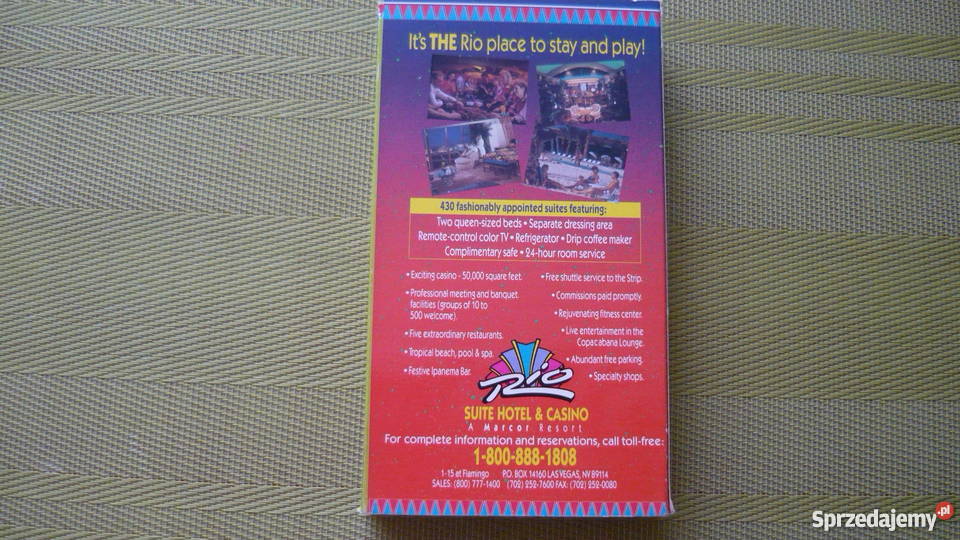 It's THE Rio place to stay and play!
430 fashionably appointed suites featuring:
Two queen-sized beds • Separate dressing area
Remote-control color TV • Refrigerator • Drip coffee maker
Complimentary safe • 24-hour room service
• Exciting casino - 50,000 square feet.
• Professional meeting and banquet
facilities (groups of 10 to
500 welcome).
• Five extraordinary restaurants.
• Tropical beach, pool & spa.
• Festive Ipanema Bar.
• Free shuttle service to the Strip.
• Commissions paid promptly.
• Rejuvenating fitness center.
• Live entertainment in the
Copacabana Lounge.
• Abundant free parking.
• Specialty shops.
Rio
SUITE HOTEL & CASINO
A Marcor Resort
For complete information and reservations, call toll-free:
1-800-888-1808
1-15 at Flamingo P.O. BOX 14160 LAS VEGAS, NV 89114
SALES: (800) 777-1400 (702) 252-7600 FAX: (702) 252-0080
Sprzedajemy.pl